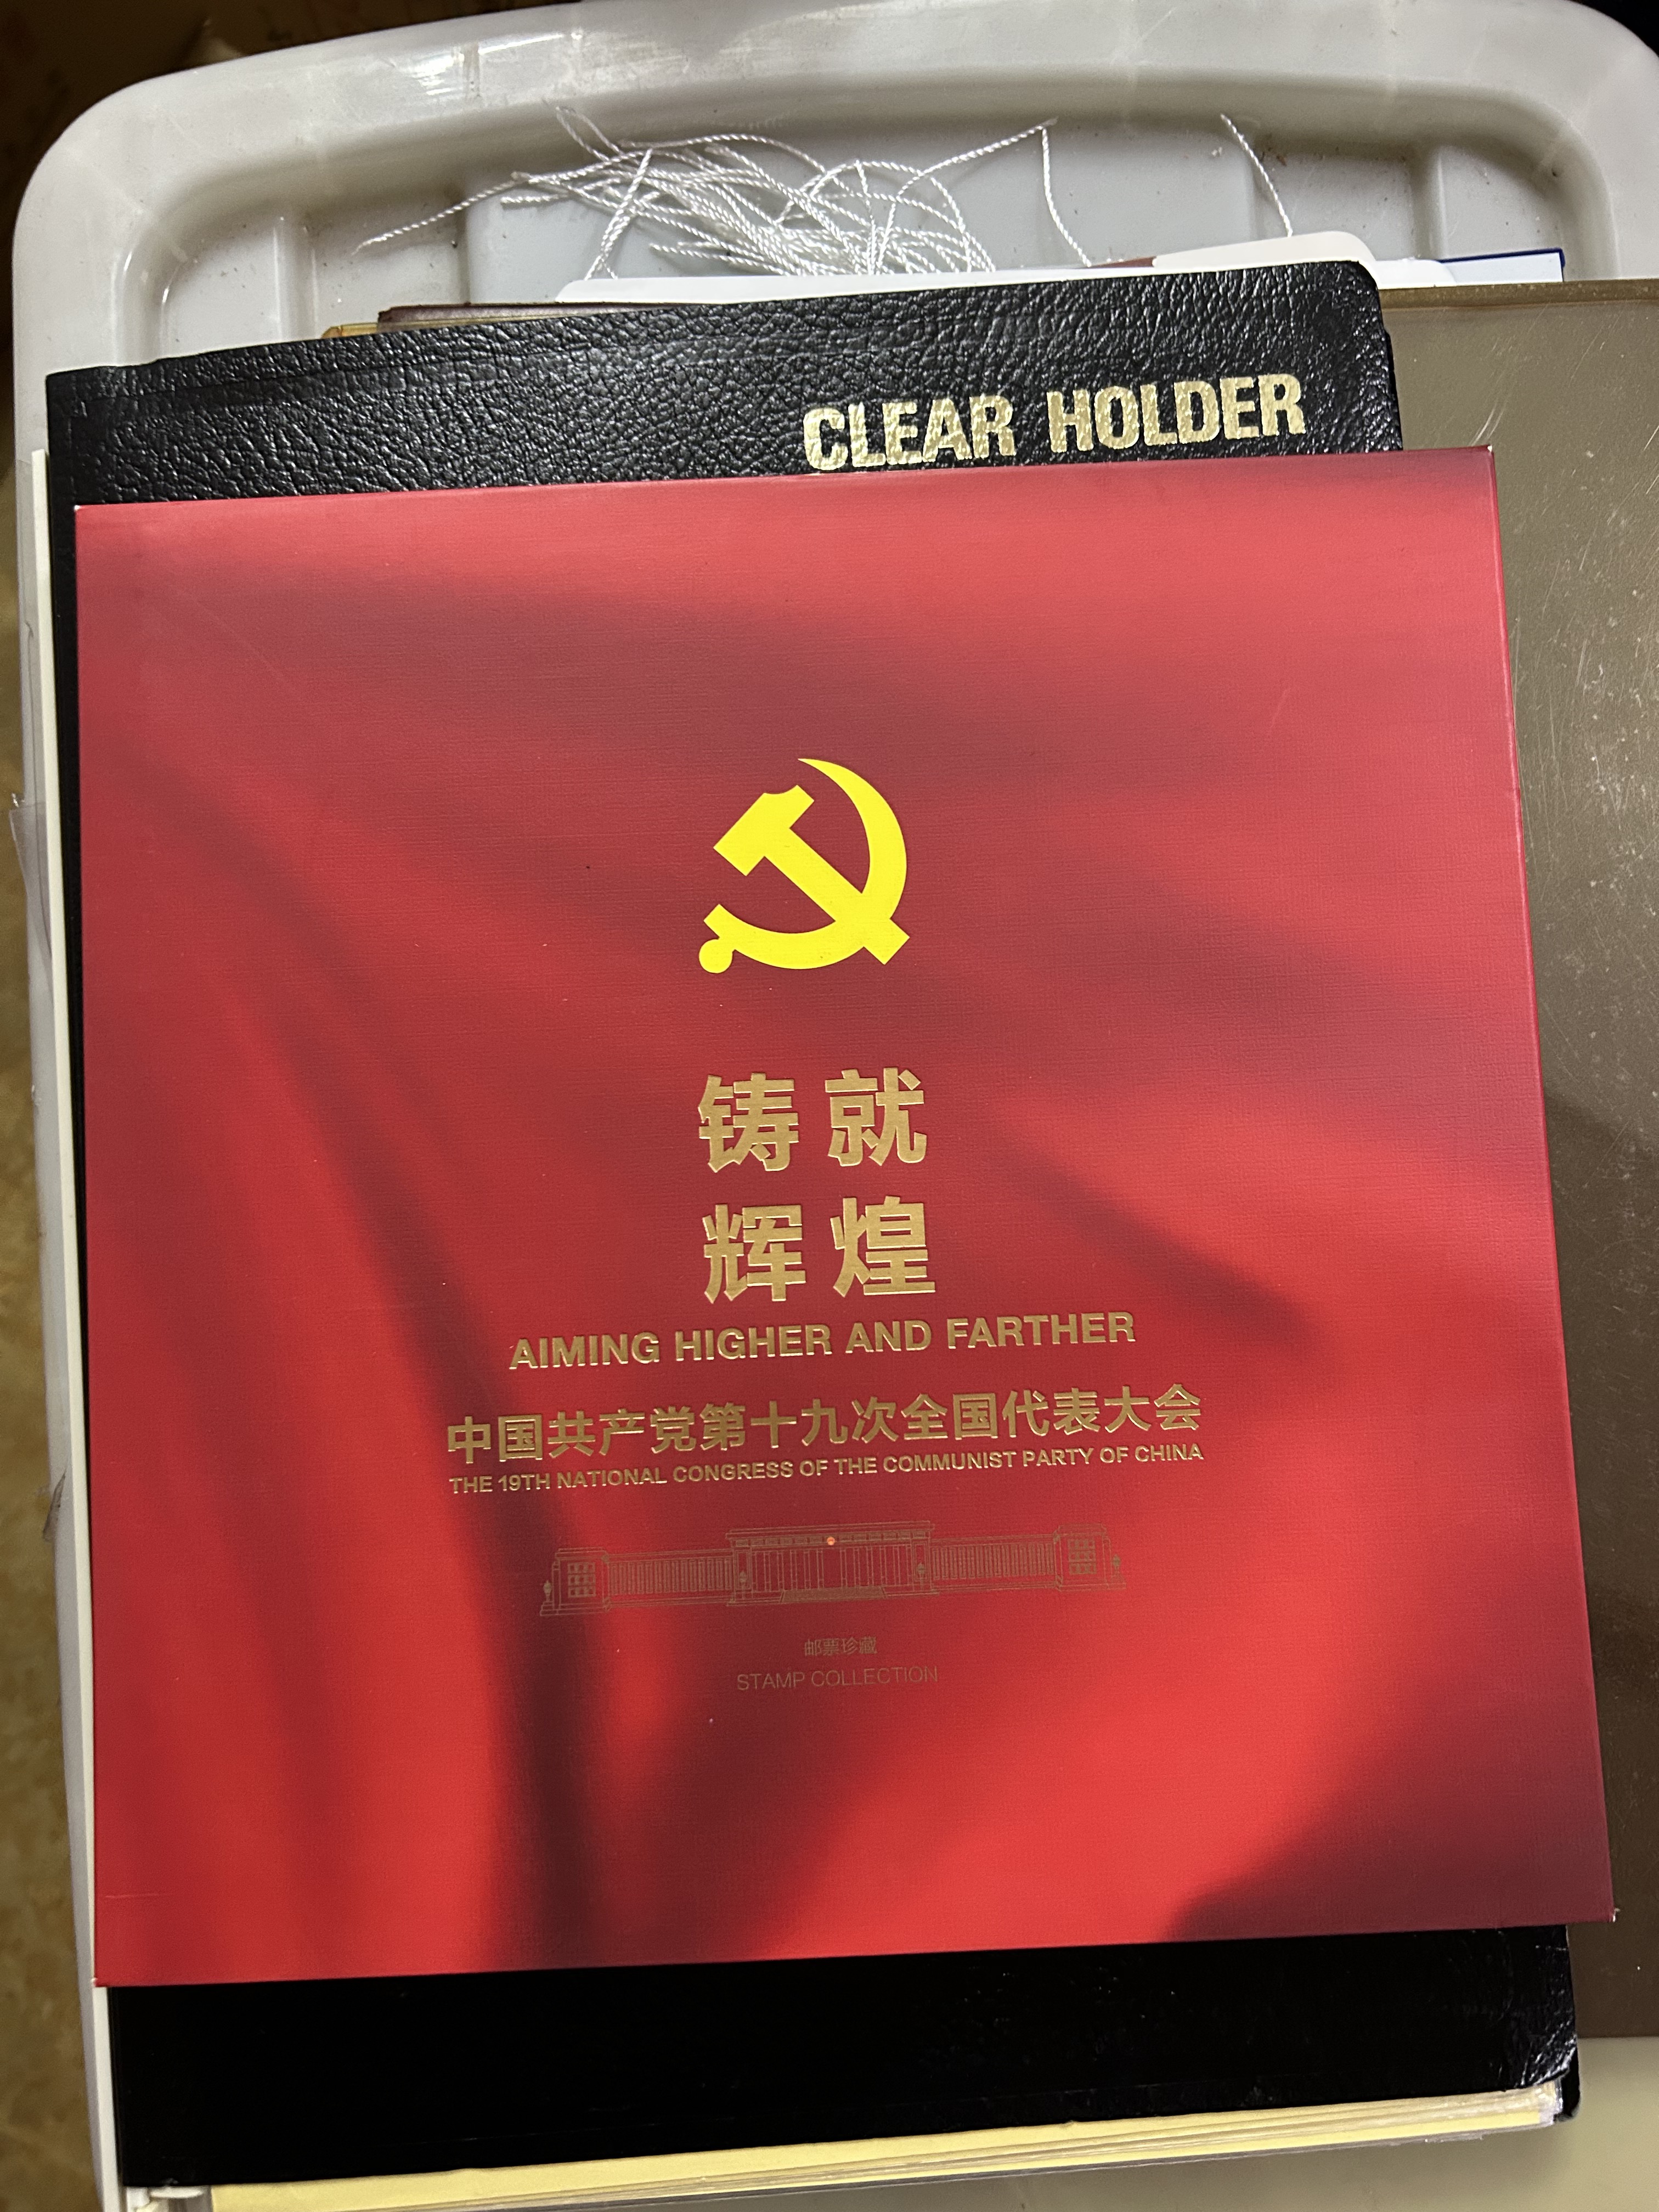 CLEAR HOLDER
铸就
辉煌
AIMING HIGHER AND FARTHER
中国共产党第十九次全国代表大会
THE 19TH NATIONAL CONGRESS OF THE COMMUNIST PARTY OF CHINA
邮票珍藏
STAMP COLLECTION